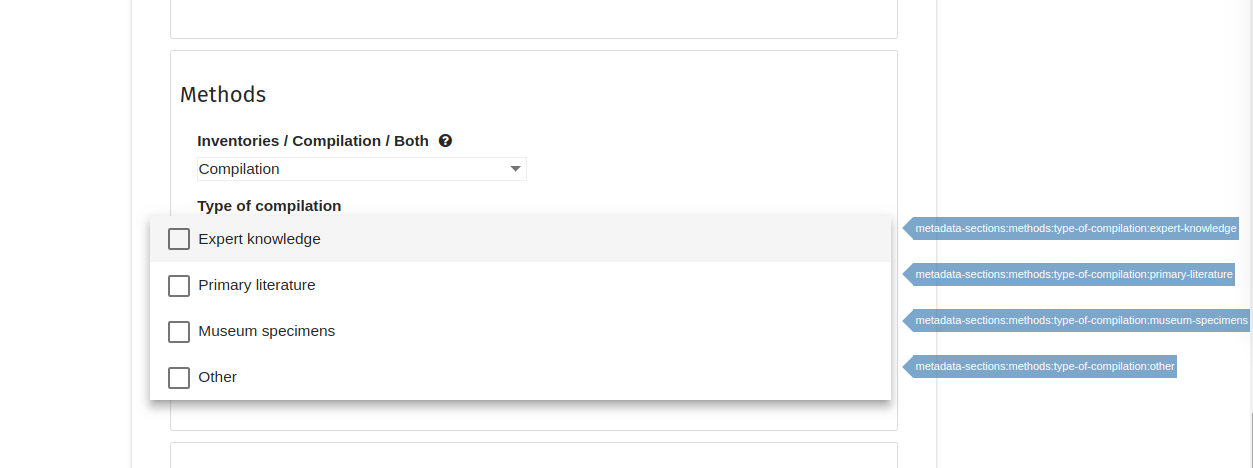 Methods
Inventories / Compilation / Both ?
Compilation
Type of compilation
Expert knowledge
metadata-sections:methods:type-of-compilation:expert-knowledge
Primary literature
metadata-sections:methods:type-of-compilation:primary-literature
Museum specimens
metadata-sections:methods:type-of-compilation:museum-specimens
Other
metadata-sections:methods:type-of-compilation:other